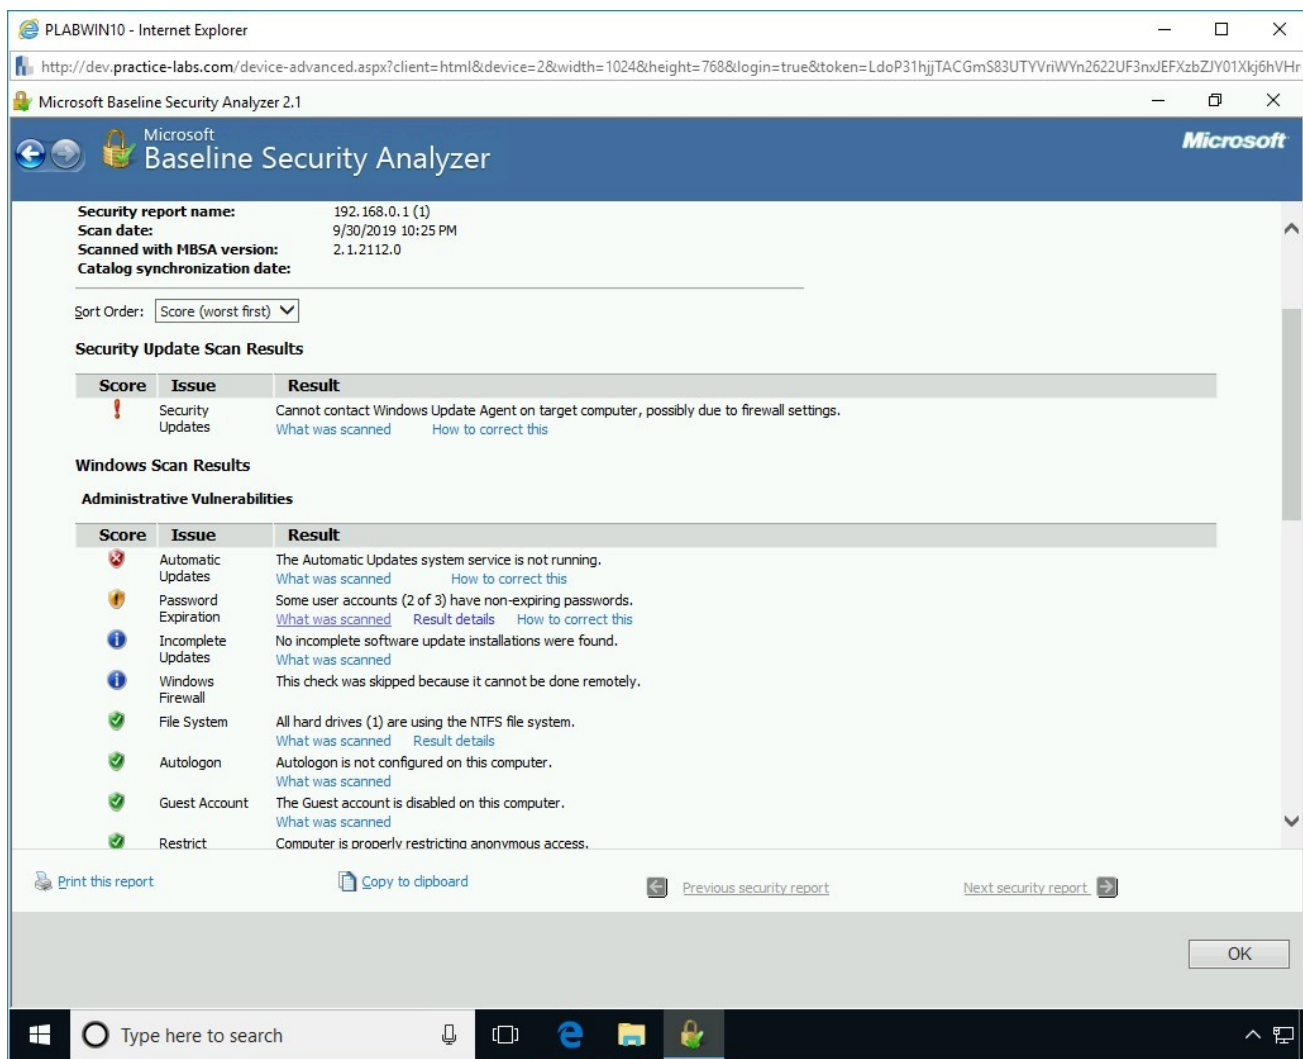 PLABWIN10 - Internet Explorer
http://dev.practice-labs.com/device-advanced.aspx?client=html&device=2&width=1024&height=768&login=true&token=LdoP31hjjTACGmS83UTYVriWYn2622UF3nxJEFXzbZJY01Xkj6hVHr
Microsoft Baseline Security Analyzer 2.1
Microsoft
Baseline Security Analyzer
Microsoft
Security report name: 192.168.0.1 (1)
Scan date: 9/30/2019 10:25 PM
Scanned with MBSA version: 2.1.2112.0
Catalog synchronization date:
Sort Order: Score (worst first)
Security Update Scan Results
Score Issue Result
Security Updates Cannot contact Windows Update Agent on target computer, possibly due to firewall settings.
What was scanned How to correct this
Windows Scan Results
Administrative Vulnerabilities
Score Issue Result
Automatic Updates The Automatic Updates system service is not running.
What was scanned How to correct this
Password Expiration Some user accounts (2 of 3) have non-expiring passwords.
What was scanned Result details How to correct this
Incomplete Updates No incomplete software update installations were found.
What was scanned
Windows Firewall This check was skipped because it cannot be done remotely.
File System All hard drives (1) are using the NTFS file system.
What was scanned Result details
Autologon Autologon is not configured on this computer.
What was scanned
Guest Account The Guest account is disabled on this computer.
What was scanned
Restrict Computer is properly restricting anonymous access.
Print this report Copy to clipboard Previous security report Next security report
OK
Type here to search